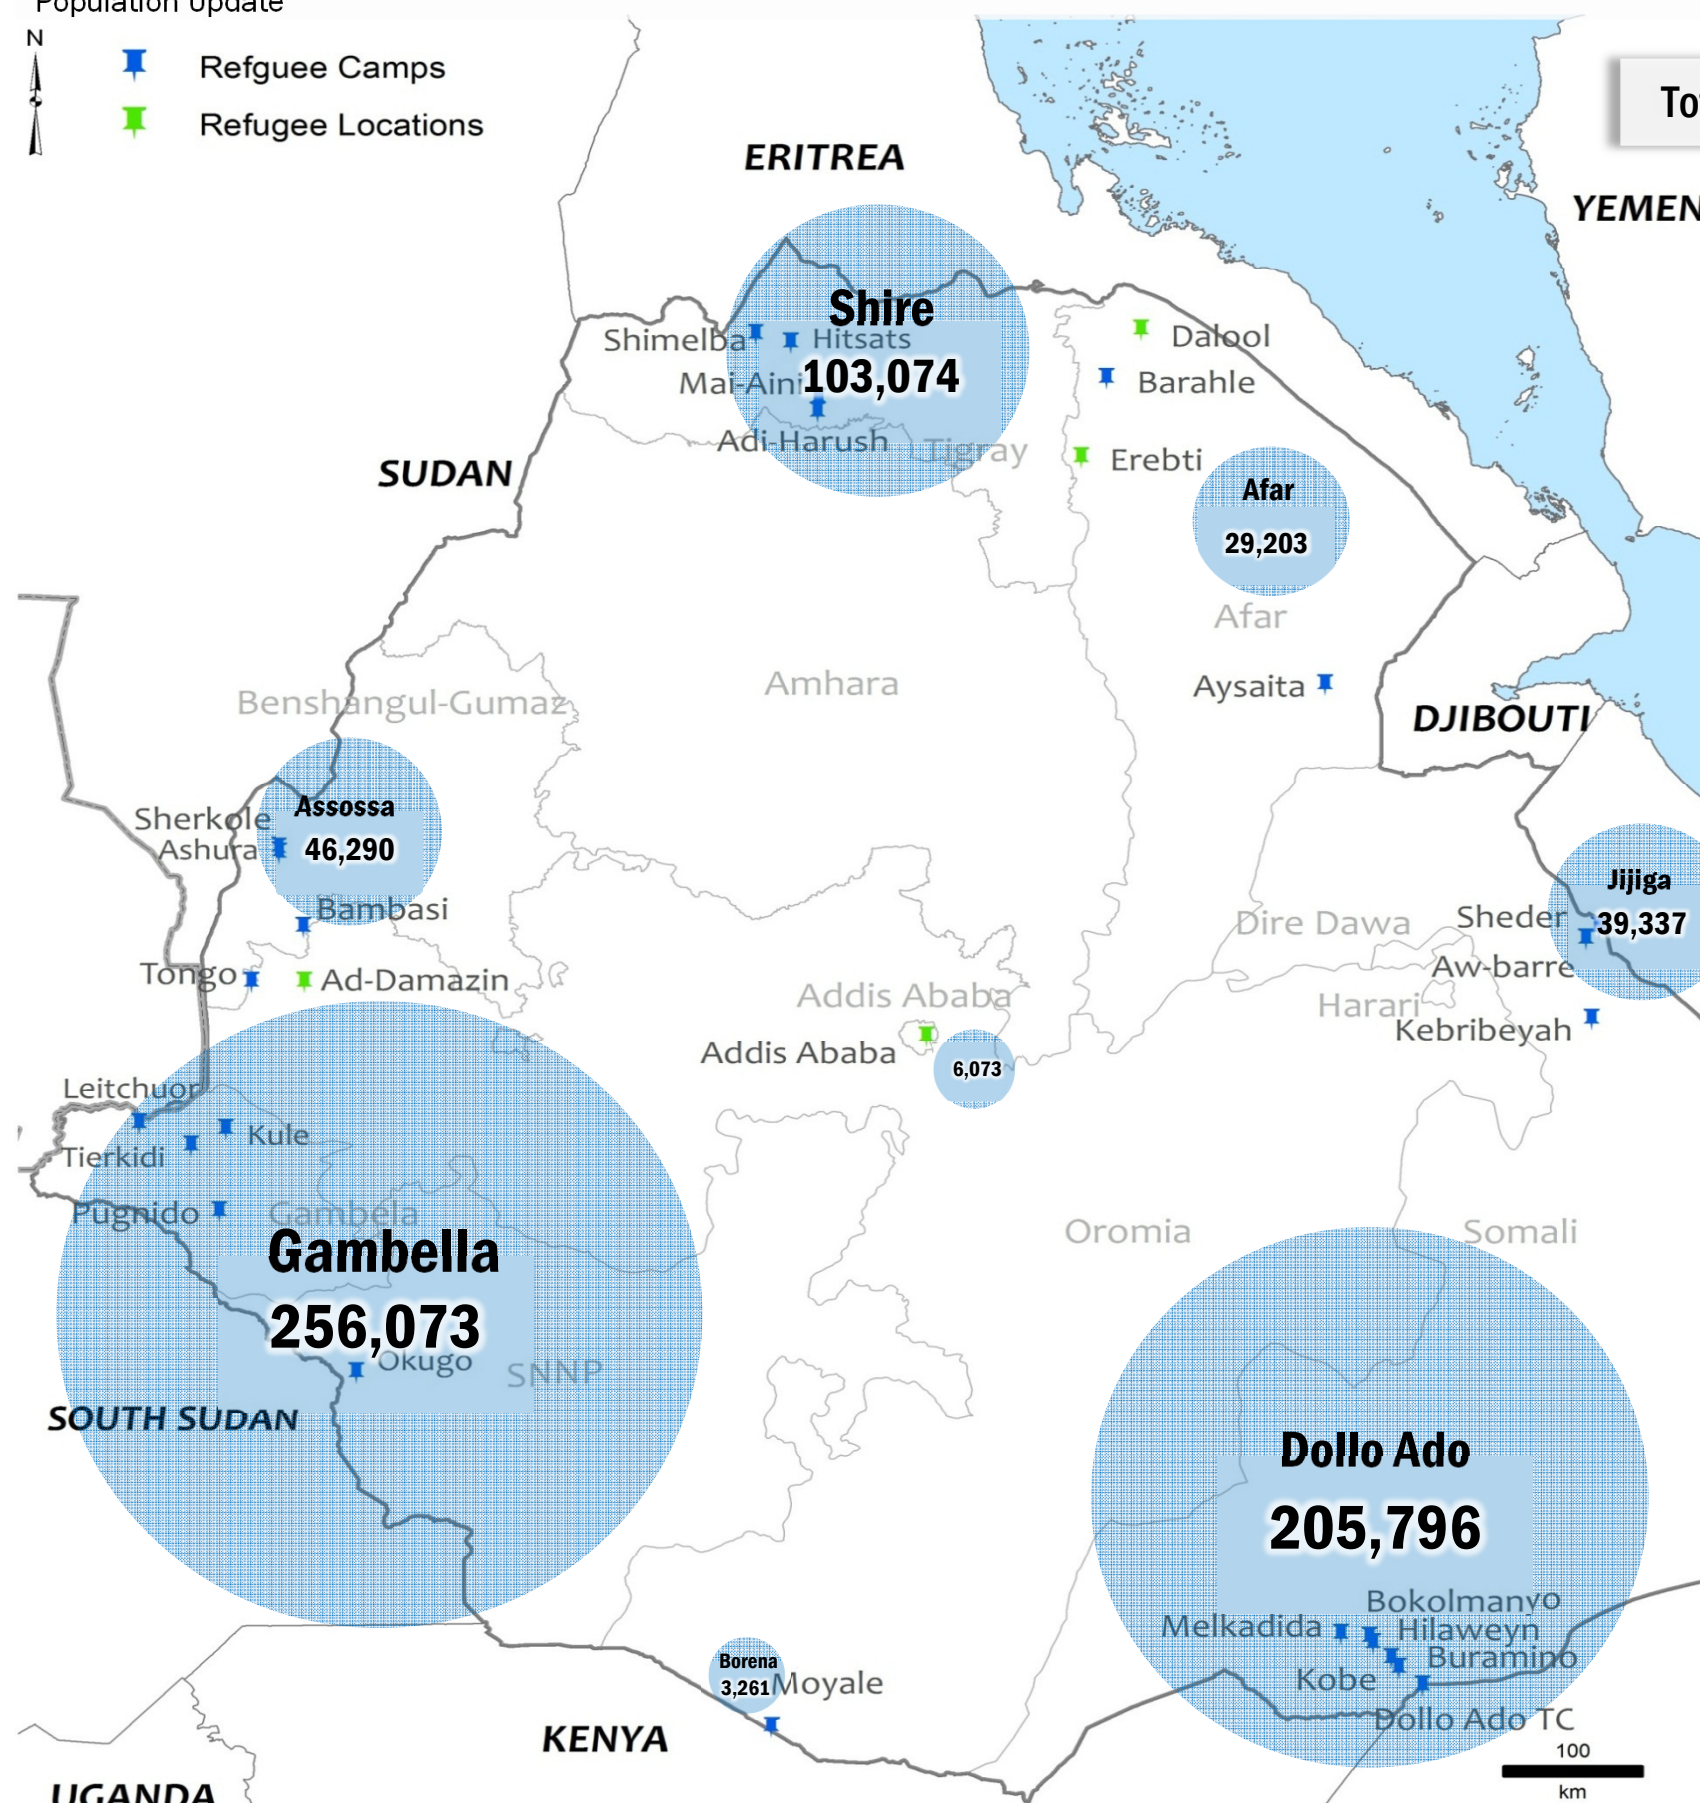 Population Update
N
Refguee Camps
Refugee Locations
To
ERITREA
YEMEN
Shire
Shimelba
Hitsats
Dalool
Mai-Aini
103,074
Barahle
Adi-Harush
Tigray
Erebti
SUDAN
Afar
29,203
Afar
Amhara
Aysaita
Benshangul-Gumaz
DJIBOUTI
Assossa
Sherkole
Ashura
46,290
Jijiga
Bambasi
Dire Dawa
Sheder
39,337
Aw-barre
Tongo
Ad-Damazin
Addis Ababa
Harari
Kebribeyah
Addis Ababa
6,073
Leitchuor
Kule
Tierkidi
Pugnido
Gambela
Oromia
Somali
Gambella
256,073
Okugo
SNNP
SOUTH SUDAN
Dollo Ado
205,796
Bokolmanyo
Melkadida
Hilaweyn
Buramino
Borena
3,261
Moyale
Kobe
Dollo Ado TC
KENYA
100
km
UGANDA